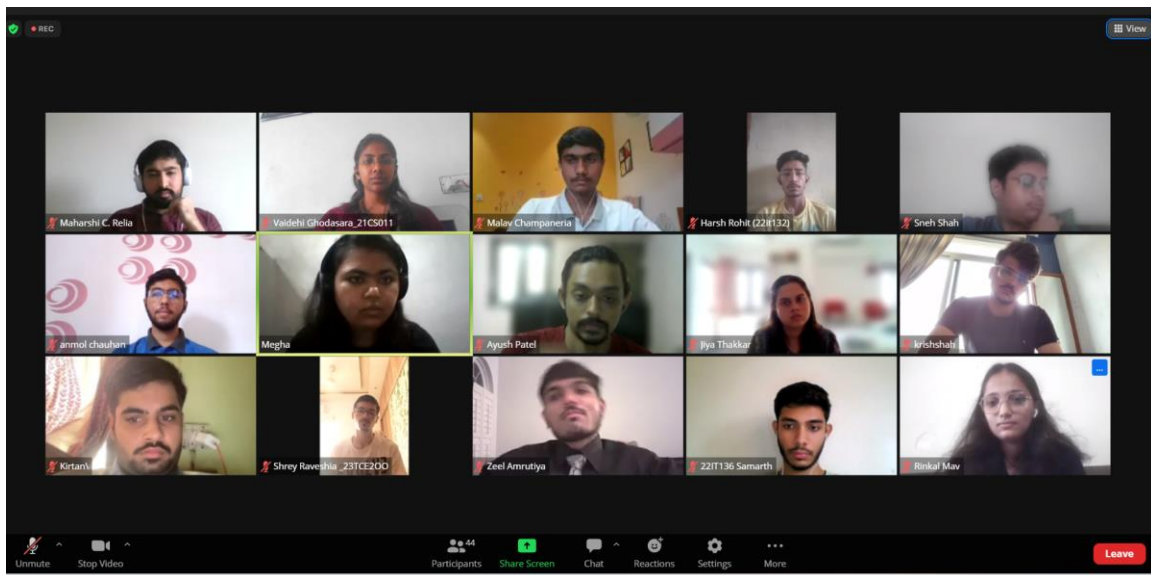 REC
View
Maharshi C. Relia
Vaidehi Ghodasara_21CS011
Malav Champaneria
Harsh Rohit (22it132)
Sneh Shah
anmol chauhan
Megha
Ayush Patel
Jiya Thakkar
krishshah
Kirtan\
Shrey Raveshia _23TCE2OO
Zeel Amrutiya
22IT136 Samarth
Rinkal Mav
44
Unmute
Stop Video
Participants
Share Screen
Chat
Reactions
Settings
More
Leave